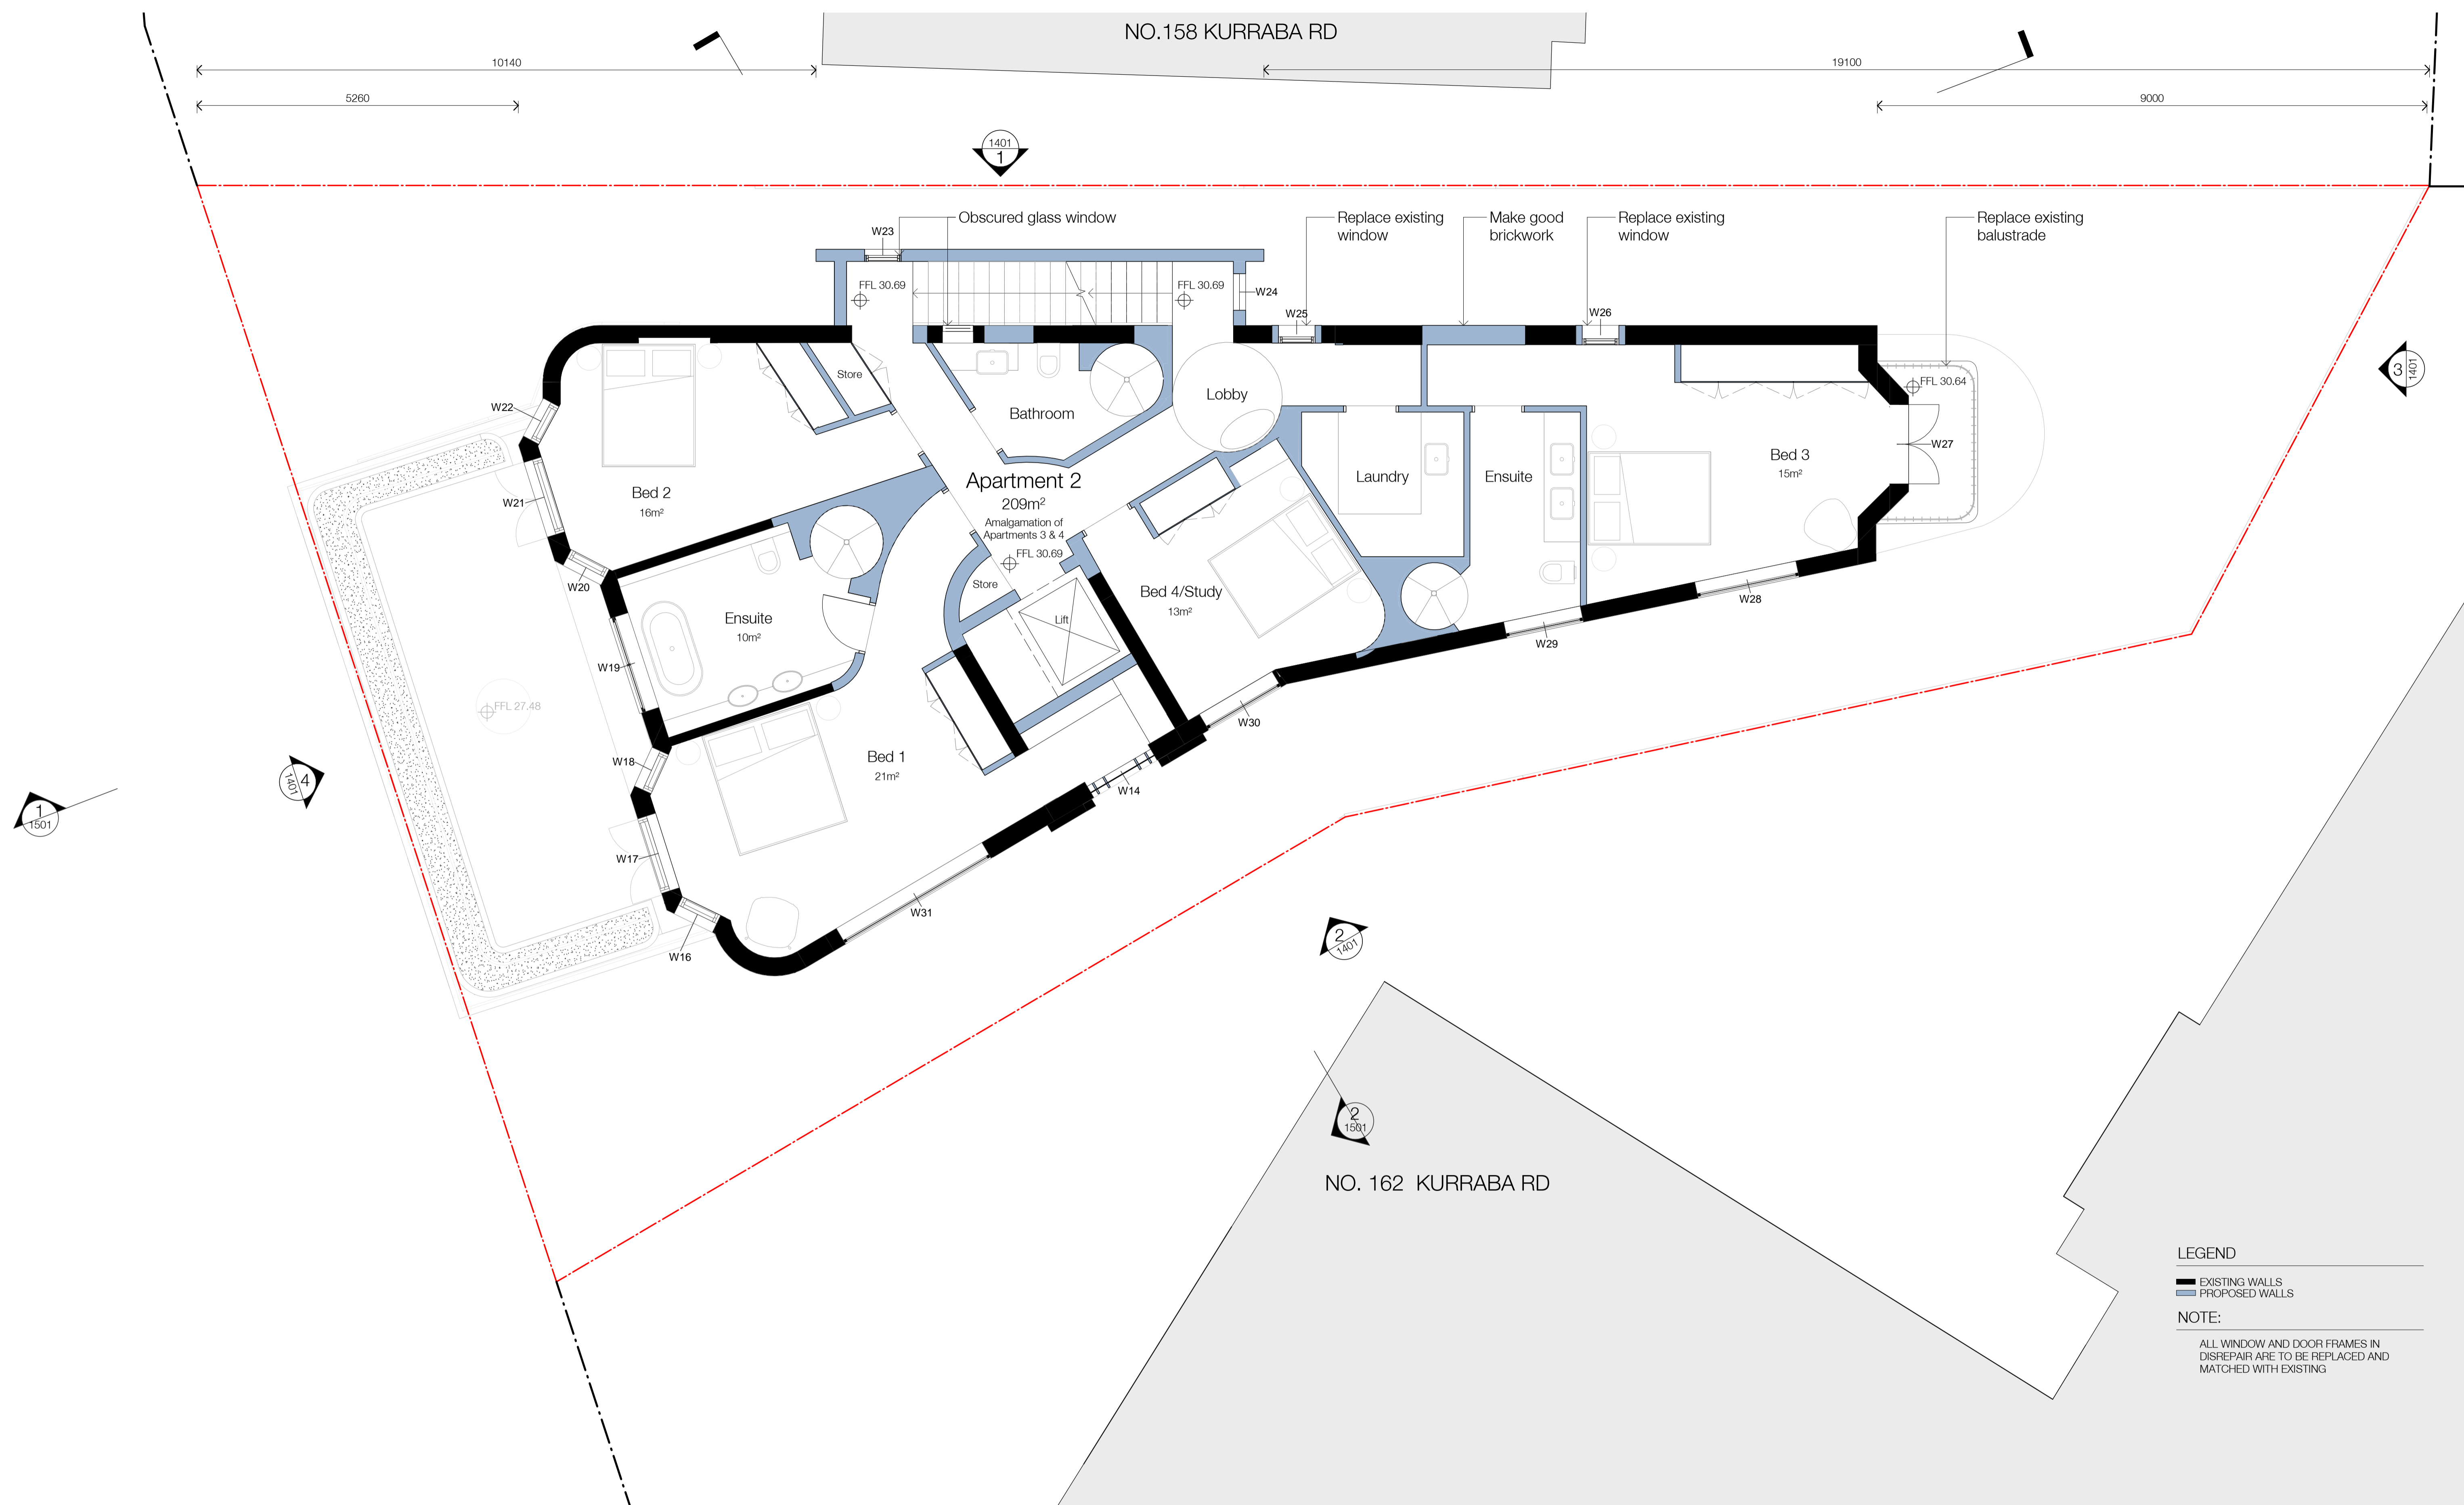 NO.158 KURRABA RD
10140
19100
5260
9000
1401
1
Obscured glass window
Replace existing
window
Make good
brickwork
Replace existing
window
Replace existing
balustrade
W23
FFL 30.69
FFL 30.69
W24
W25
W26
3
1401
Store
Lobby
FFL 30.64
W22
Bathroom
W27
Bed 2
16m²
W21
Apartment 2
209m²
Amalgamation of
Apartments 3 & 4
FFL 30.69
Laundry
Ensuite
Bed 3
15m²
W20
Store
Bed 4/Study
13m²
W28
Ensuite
10m²
Lift
W29
W19
FFL 27.48
W30
W18
Bed 1
21m²
W14
4
1401
1
1501
W17
W31
W16
2
1401
2
1501
NO. 162 KURRABA RD
LEGEND
EXISTING WALLS
PROPOSED WALLS
NOTE:
ALL WINDOW AND DOOR FRAMES IN
DISREPAIR ARE TO BE REPLACED AND
MATCHED WITH EXISTING